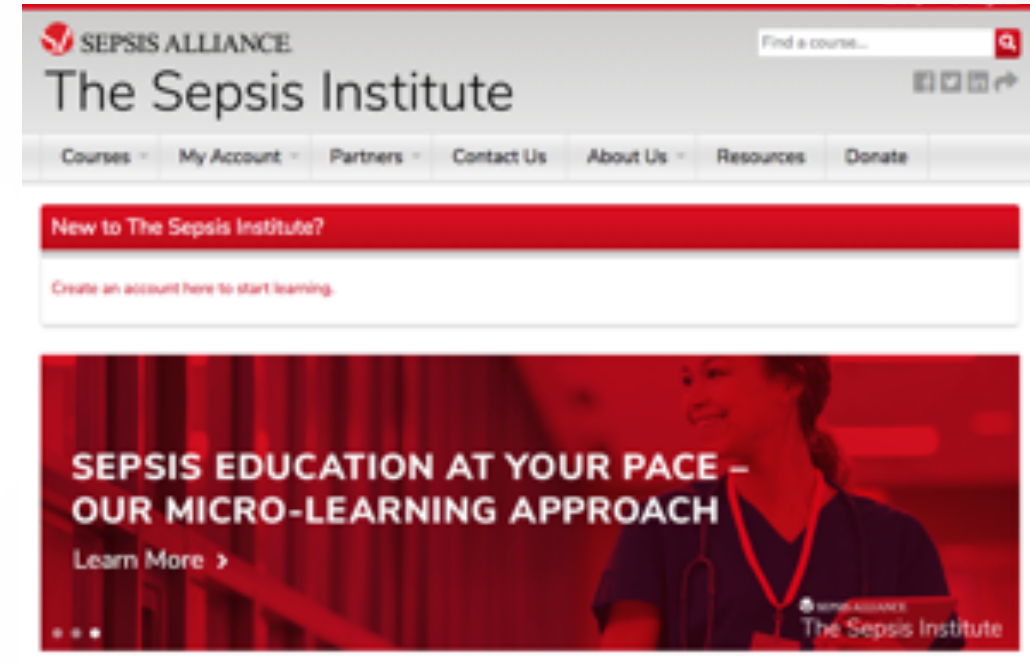 SEPSIS ALLIANCE
The Sepsis Institute
Find a course...
Courses
My Account
Partners
Contact Us
About Us
Resources
Donate
New to The Sepsis Institute?
Create an account here to start learning.
SEPSIS EDUCATION AT YOUR PACE –
OUR MICRO-LEARNING APPROACH
Learn More >
SEPSIS ALLIANCE
The Sepsis Institute